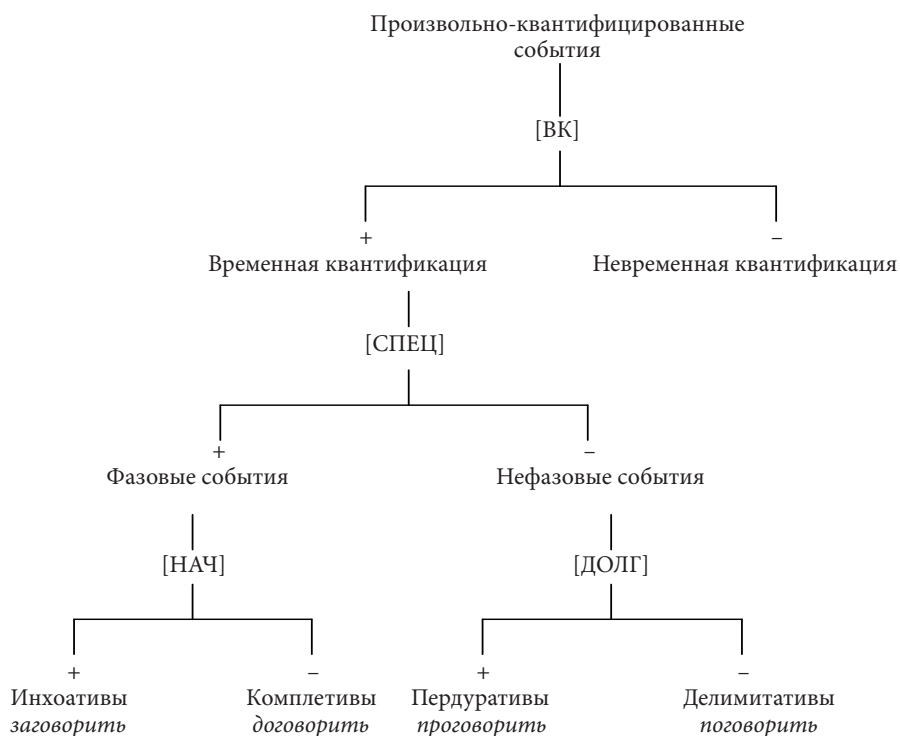 Произвольно-квантифицированные
события
[ВК]
+ –
Временная квантификация Невременная квантификация
[СПЕЦ]
+ –
Фазовые события Нефазовые события
[НАЧ] [ДОЛГ]
+ – + –
Инхоативы Комплетивы Пердуративы Делимитативы
заговорить договорить проговорить поговорить